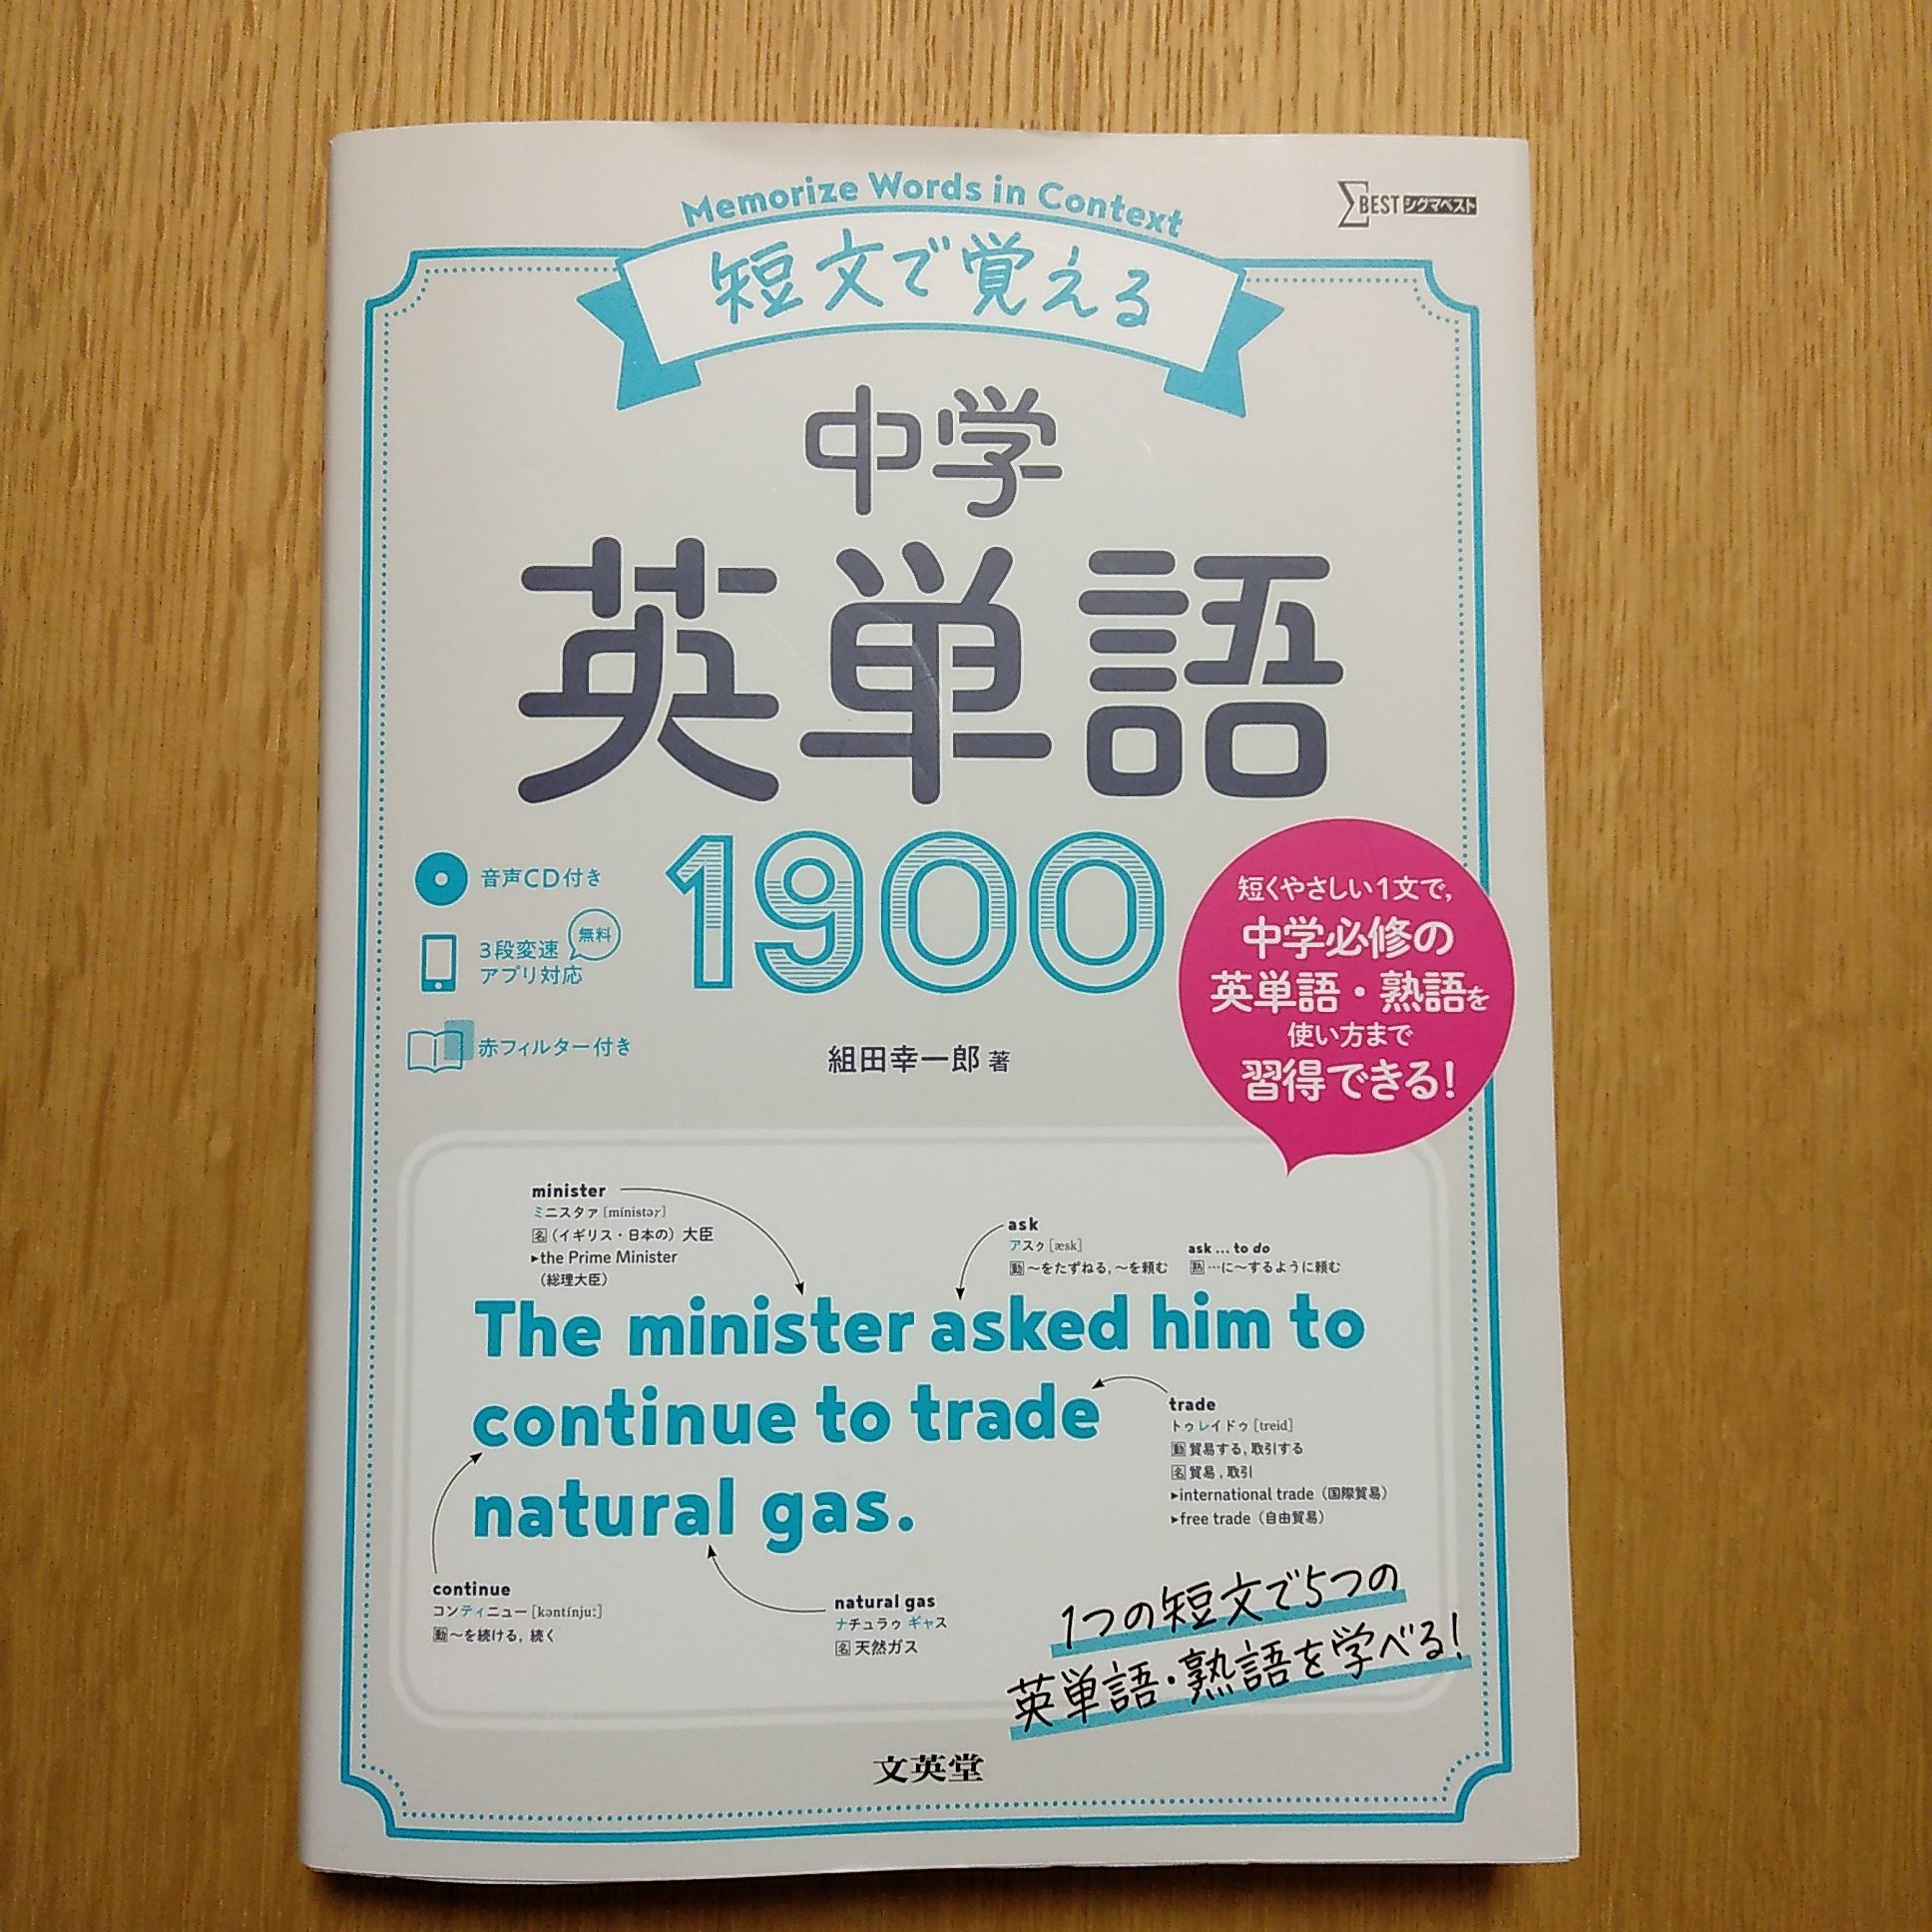 Memorize Words in Context
BEST シグマベスト
短文で覚える
中学
英単語
1900
音声CD付き
3段変速
アプリ対応
無料
赤フィルター付き
組田幸一郎 著
短くやさしい1文で,
中学必修の
英単語・熟語を
使い方まで
習得できる!
minister
ミニスタァ [mínistər]
名 (イギリス・日本の) 大臣
▸the Prime Minister
(総理大臣)
ask
アスク [æsk]
動 〜をたずねる, 〜を頼む
ask ... to do
熟 …に〜するように頼む
The minister asked him to
continue to trade
natural gas.
trade
トゥレイドゥ [treid]
動 貿易する, 取引する
名 貿易, 取引
▸international trade (国際貿易)
▸free trade (自由貿易)
continue
コンティニュー [kəntínju:]
動 〜を続ける, 続く
natural gas
ナチュラゥ ギャス
名 天然ガス
1つの短文で5つの
英単語・熟語を学べる!
文英堂